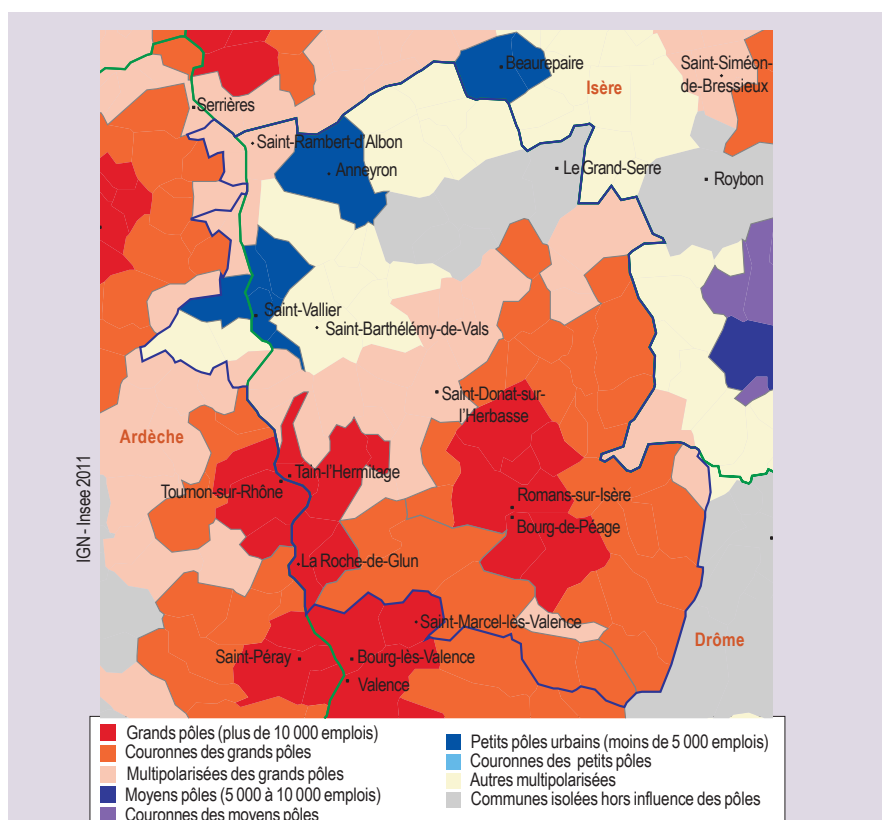 Beaurepaire
Isère
Saint-Siméon-
de-Bressieux
Serrières
Saint-Rambert-d'Albon
Anneyron
Le Grand-Serre
Roybon
Saint-Vallier
Saint-Barthélémy-de-Vals
Saint-Donat-sur-
l'Herbasse
Ardèche
Tain-l'Hermitage
Tournon-sur-Rhône
Romans-sur-Isère
Bourg-de-Péage
La Roche-de-Glun
Saint-Marcel-lès-Valence
Drôme
Saint-Péray
Bourg-lès-Valence
Valence
IGN - Insee 2011
Grands pôles (plus de 10 000 emplois)
Couronnes des grands pôles
Multipolarisées des grands pôles
Moyens pôles (5 000 à 10 000 emplois)
Couronnes des moyens pôles
Petits pôles urbains (moins de 5 000 emplois)
Couronnes des petits pôles
Autres multipolarisées
Communes isolées hors influence des pôles